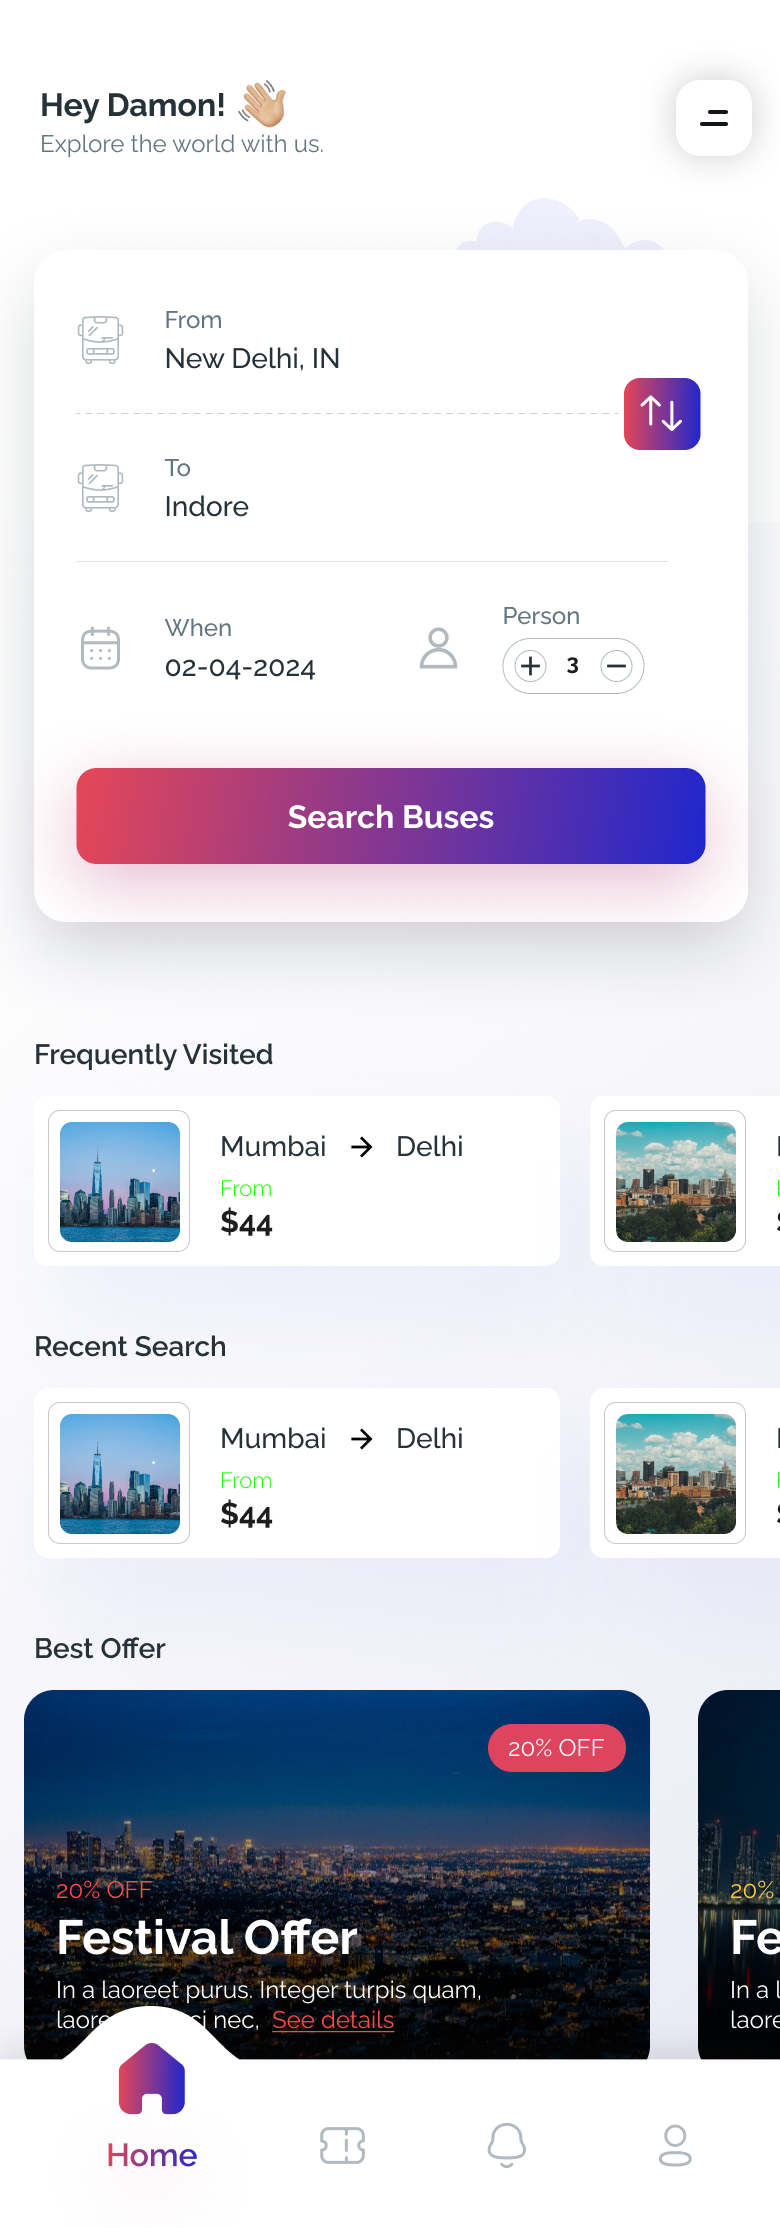 Hey Damon! 👋🏼
Explore the world with us.
From
New Delhi, IN
To
Indore
When
02-04-2024
Person
3
Search Buses
Frequently Visited
Mumbai → Delhi
From
$44
Recent Search
Mumbai → Delhi
From
$44
Best Offer
20% OFF
20% OFF
Festival Offer
In a laoreet purus. Integer turpis quam,
nec, See details
20%
Fe
In a l
laore
Home